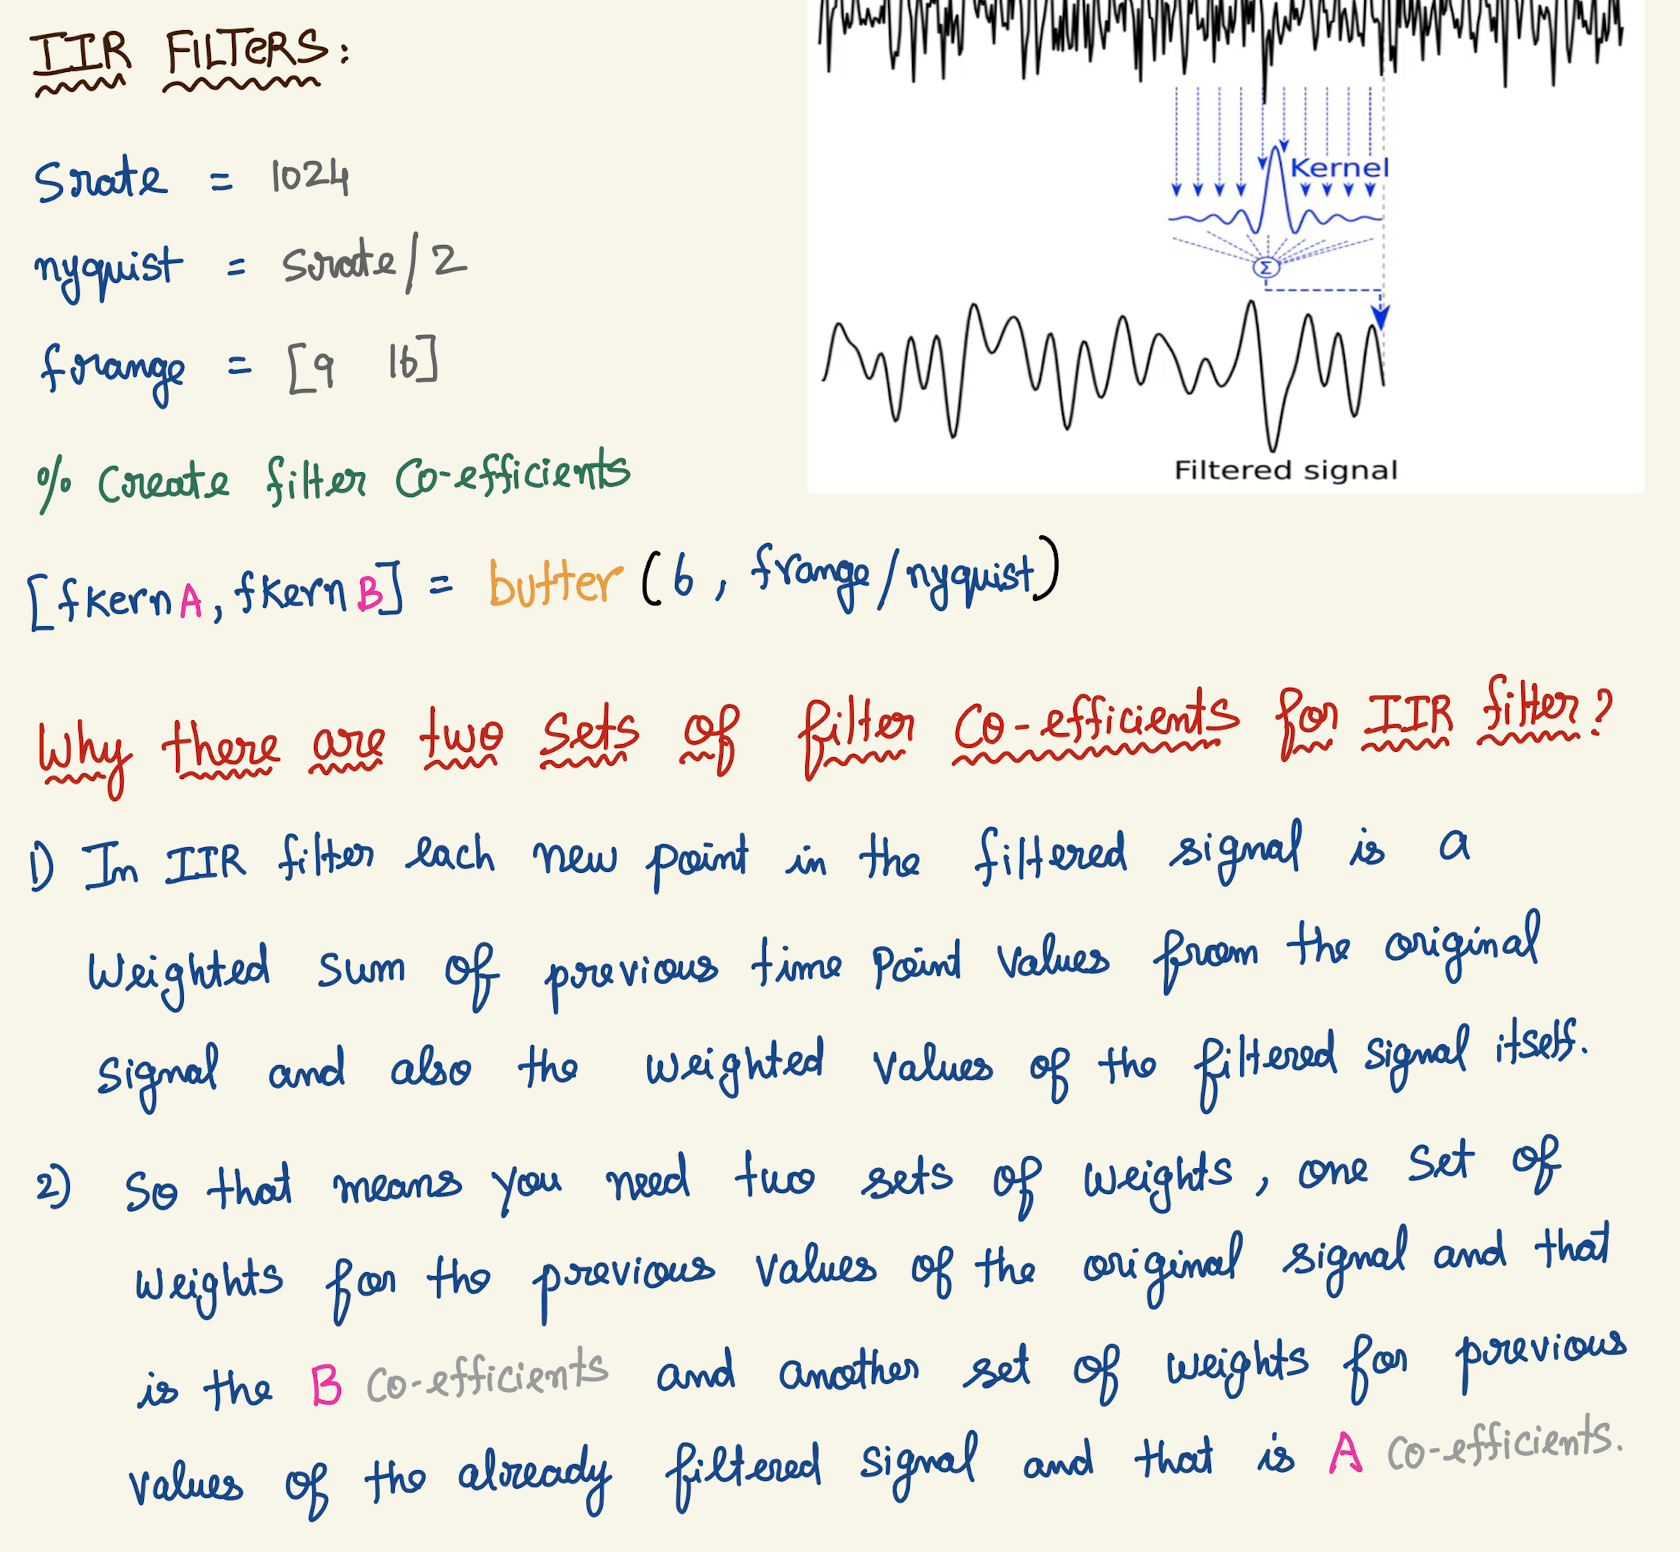 IIR FILTERS:
Srate = 1024
nyquist = srate/2
frange = [9 16]
% Create filter Co-efficients
[fkernA, fkernB] = butter (6, frange/nyquist)
Kernel
Σ
Filtered signal
Why there are two sets of filter Co-efficients for IIR filter?
1) In IIR filter each new point in the filtered signal is a
Weighted sum of previous time Point Values from the original
Signal and also the weighted values of the filtered signal itself.
2) So that means you need two sets of weights, one set of
weights for the previous values of the original signal and that
is the B Co-efficients and another set of weights for previous
values of the already filtered signal and that is A Co-efficients.